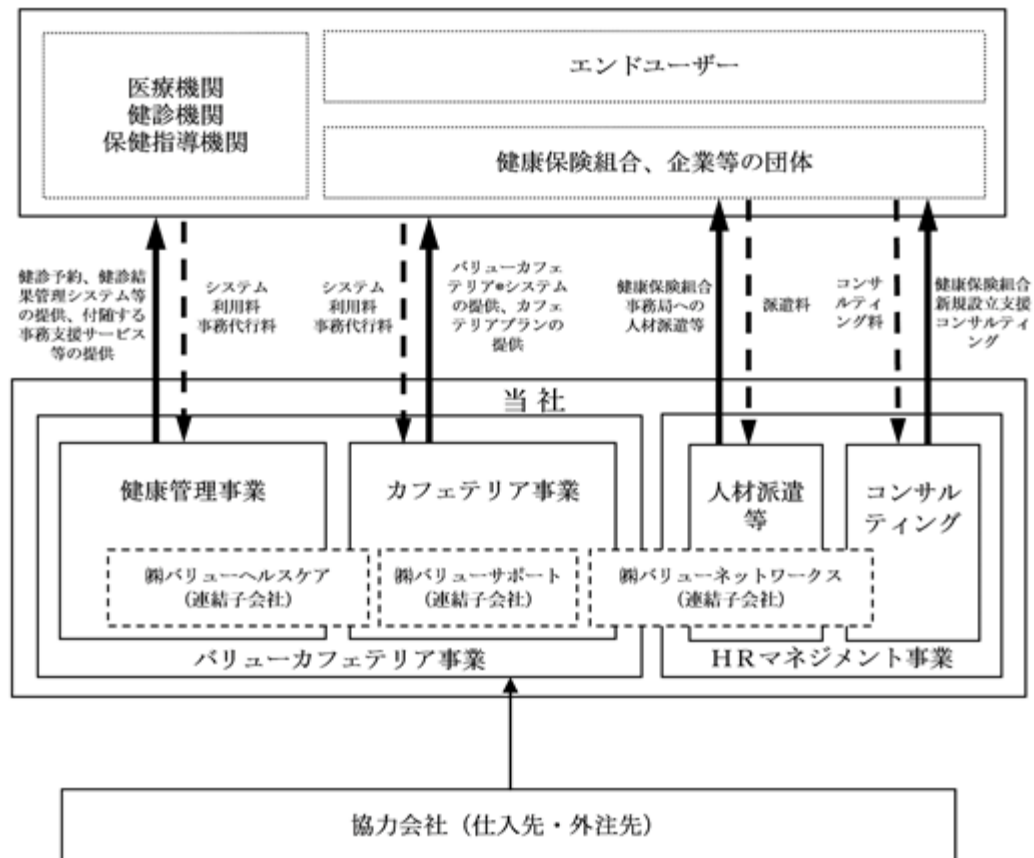 医療機関
健診機関
保健指導機関
エンドユーザー
健康保険組合、企業等の団体
健診予約、健診結
果管理システム等
の提供、付随する
事務支援サービス
等の提供
システム
利用料
事務代行料
システム
利用料
事務代行料
バリューカフェ
テリア®システム
の提供、カフェ
テリアプランの
提供
健康保険組合
事務局への
人材派遣等
派遣料
コンサ
ルティ
ング料
健康保険組合
新規設立支援
コンサルティ
ング
当社
健康管理事業
カフェテリア事業
人材派遣
等
コンサル
ティング
㈱バリューヘルスケア
(連結子会社)
㈱バリューサポート
(連結子会社)
㈱バリューネットワークス
(連結子会社)
バリューカフェテリア事業
HRマネジメント事業
協力会社(仕入先・外注先)